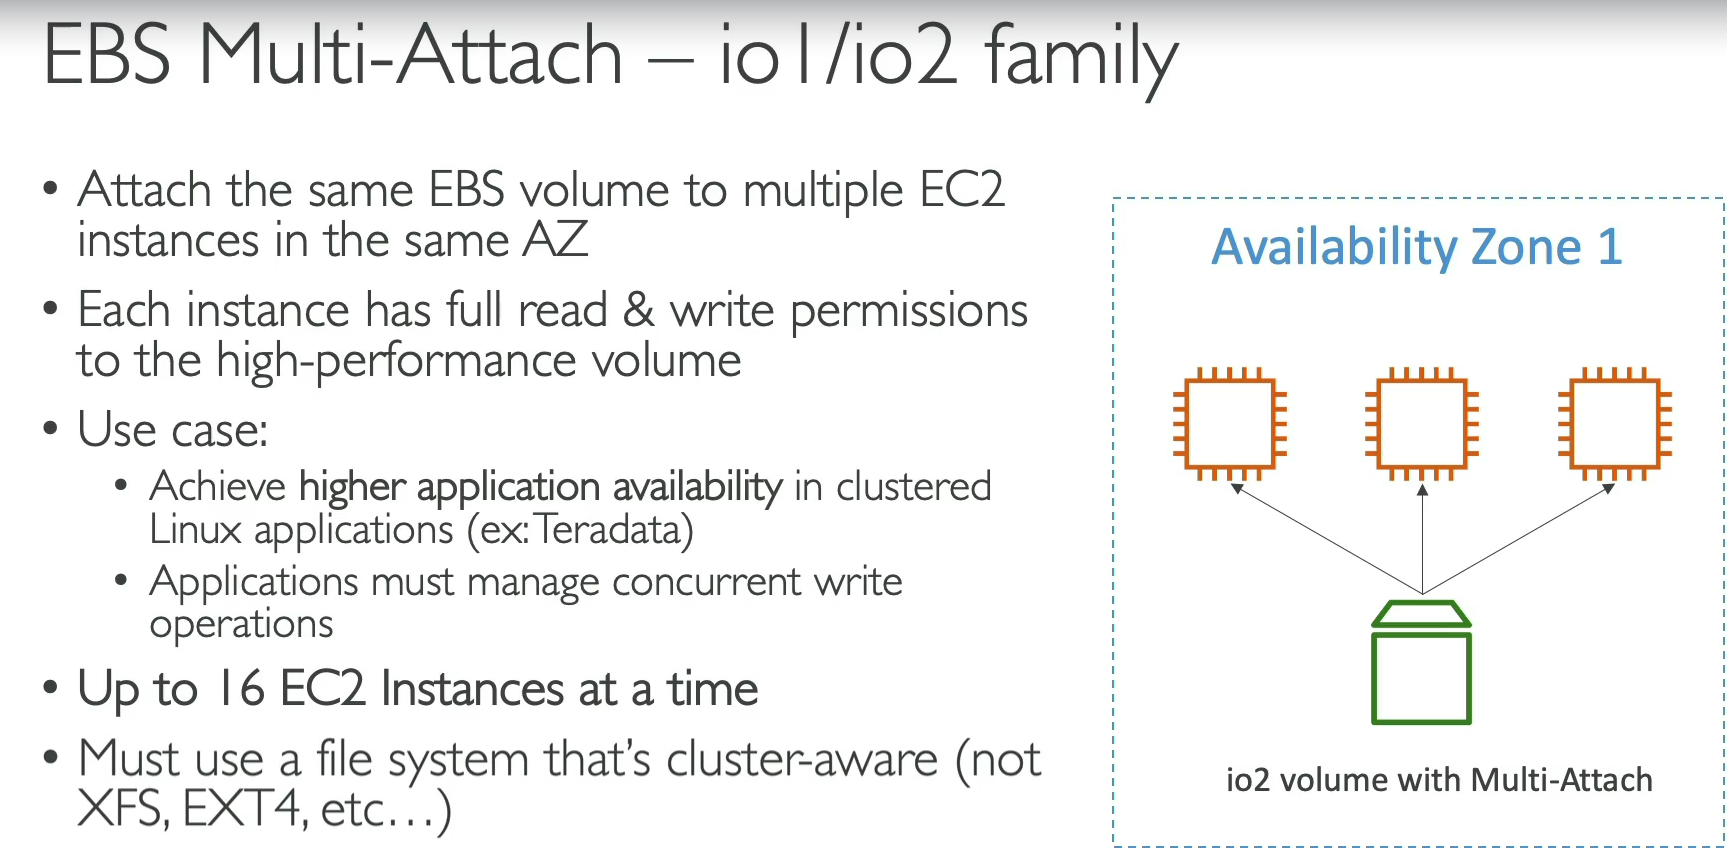 EBS Multi-Attach – io1/io2 family
• Attach the same EBS volume to multiple EC2
instances in the same AZ
• Each instance has full read & write permissions
to the high-performance volume
• Use case:
• Achieve higher application availability in clustered
Linux applications (ex: Teradata)
• Applications must manage concurrent write
operations
• Up to 16 EC2 Instances at a time
• Must use a file system that's cluster-aware (not
XFS, EXT4, etc…)
Availability Zone 1
io2 volume with Multi-Attach